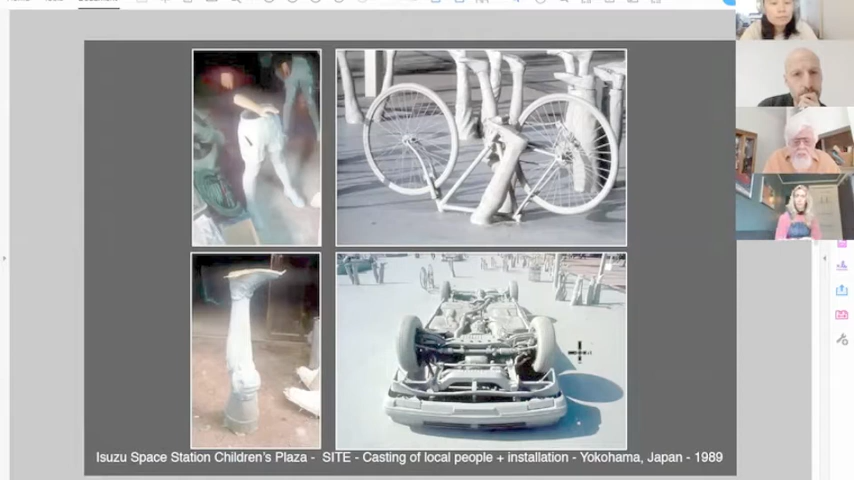 Isuzu Space Station Children's Plaza - SITE - Casting of local people + installation - Yokohama, Japan - 1989